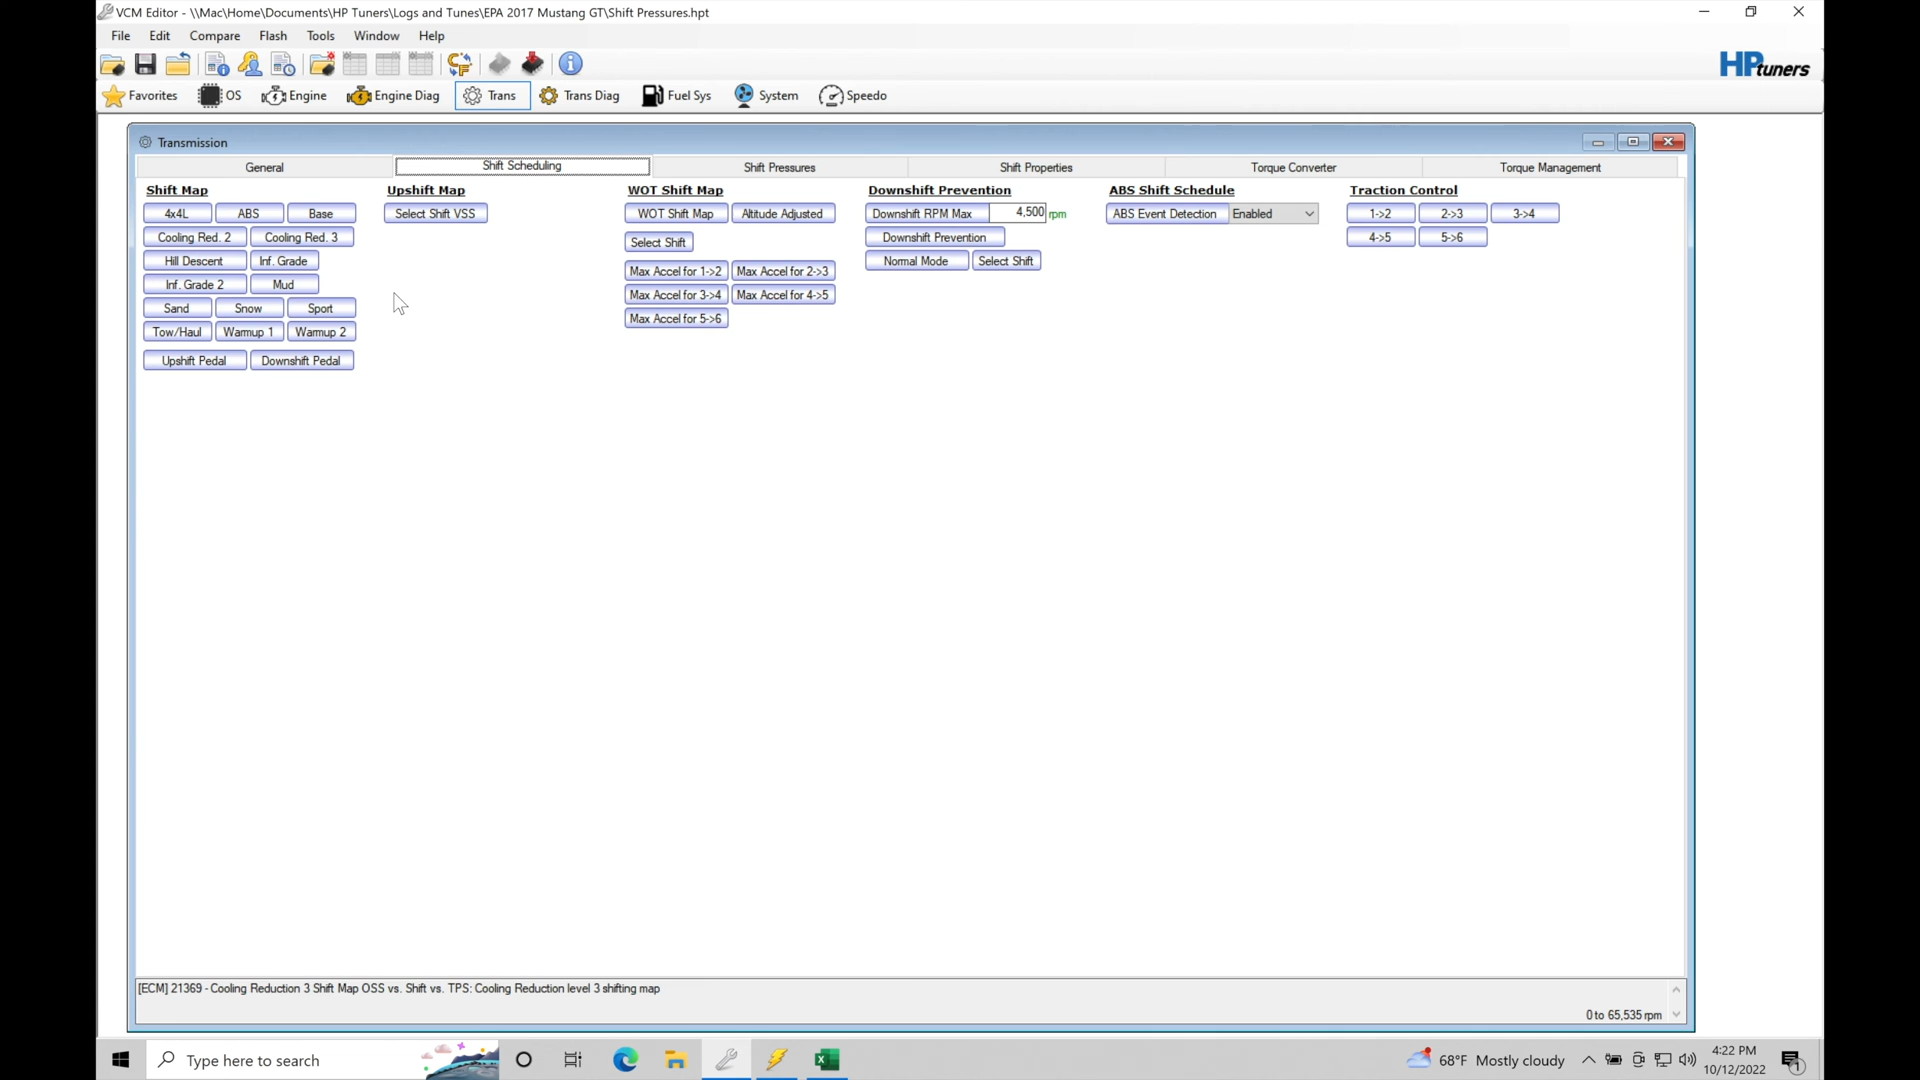 VCM Editor - \\Mac\Home\Documents\HP Tuners\Logs and Tunes\EPA 2017 Mustang GT\Shift Pressures.hpt
File Edit Compare Flash Tools Window Help
HPtuners
Favorites OS Engine Engine Diag Trans Trans Diag Fuel Sys System Speedo
Transmission
General Shift Scheduling Shift Pressures Shift Properties Torque Converter Torque Management
Shift Map Upshift Map WOT Shift Map Downshift Prevention ABS Shift Schedule Traction Control
4x4L ABS Base Select Shift VSS WOT Shift Map Altitude Adjusted Downshift RPM Max 4,500 rpm ABS Event Detection Enabled 1->2 2->3 3->4
Cooling Red. 2 Cooling Red. 3 Select Shift Downshift Prevention 4->5 5->6
Hill Descent Inf. Grade Max Accel for 1->2 Max Accel for 2->3 Normal Mode Select Shift
Inf. Grade 2 Mud Max Accel for 3->4 Max Accel for 4->5
Sand Snow Sport Max Accel for 5->6
Tow/Haul Warmup 1 Warmup 2
Upshift Pedal Downshift Pedal
[ECM] 21369 - Cooling Reduction 3 Shift Map OSS vs. Shift vs. TPS: Cooling Reduction level 3 shifting map
0 to 65,535 rpm
Type here to search
68°F Mostly cloudy
4:22 PM
10/12/2022
1